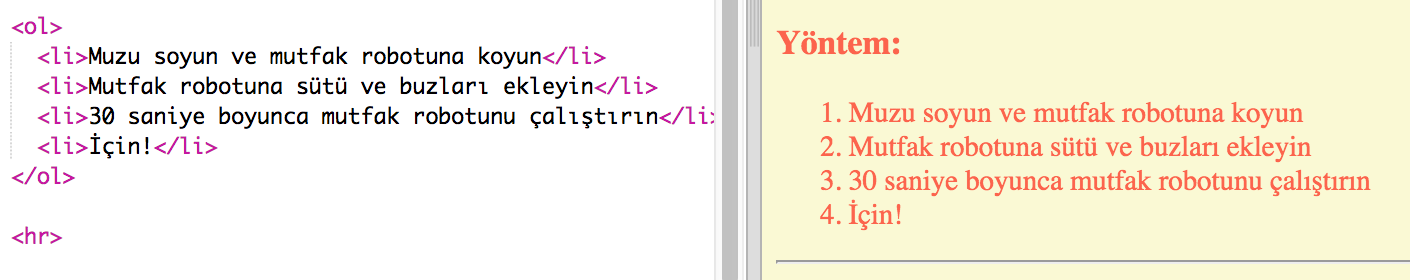 <ol>
<li>Muzu soyun ve mutfak robotuna koyun</li>
<li>Mutfak robotuna sütü ve buzları ekleyin</li>
<li>30 saniye boyunca mutfak robotunu çalıştırın</li>
<li>İçin!</li>
</ol>
<hr>
Yöntem:
1. Muzu soyun ve mutfak robotuna koyun
2. Mutfak robotuna sütü ve buzları ekleyin
3. 30 saniye boyunca mutfak robotunu çalıştırın
4. İçin!